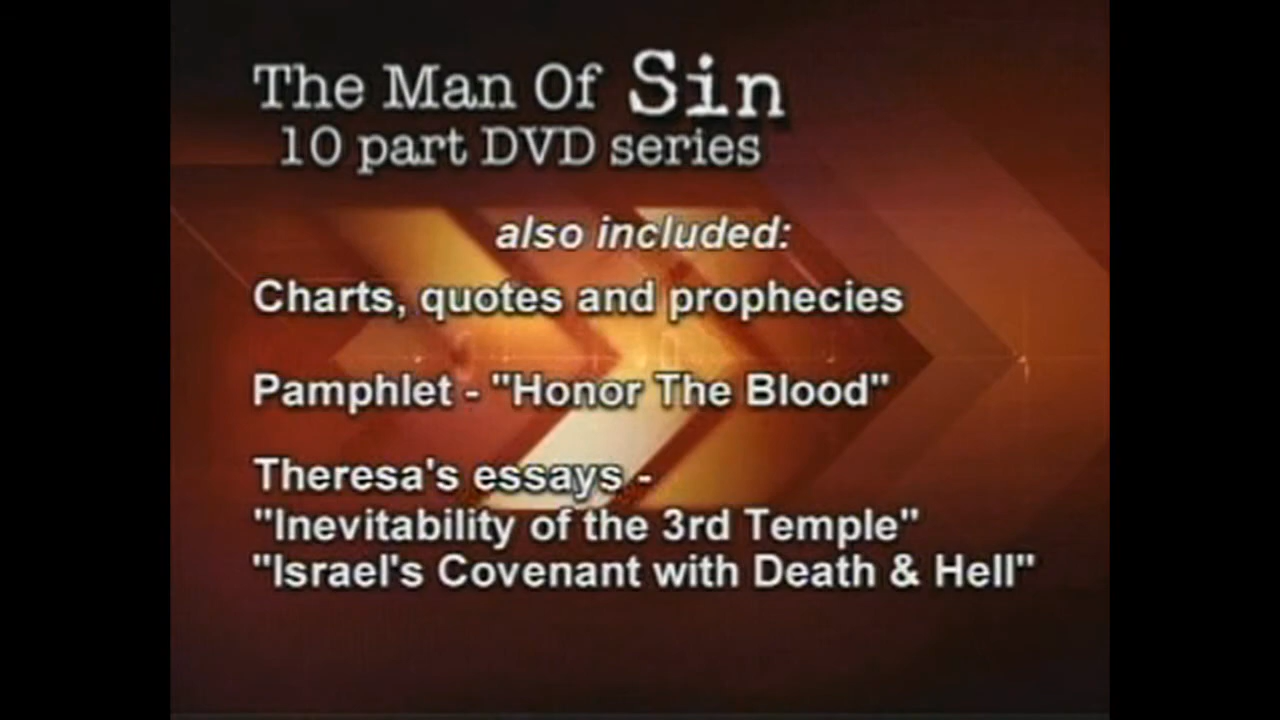 The Man Of Sin
10 part DVD series
also included:
Charts, quotes and prophecies
Pamphlet - "Honor The Blood"
Theresa's essays -
"Inevitability of the 3rd Temple"
"Israel's Covenant with Death & Hell"